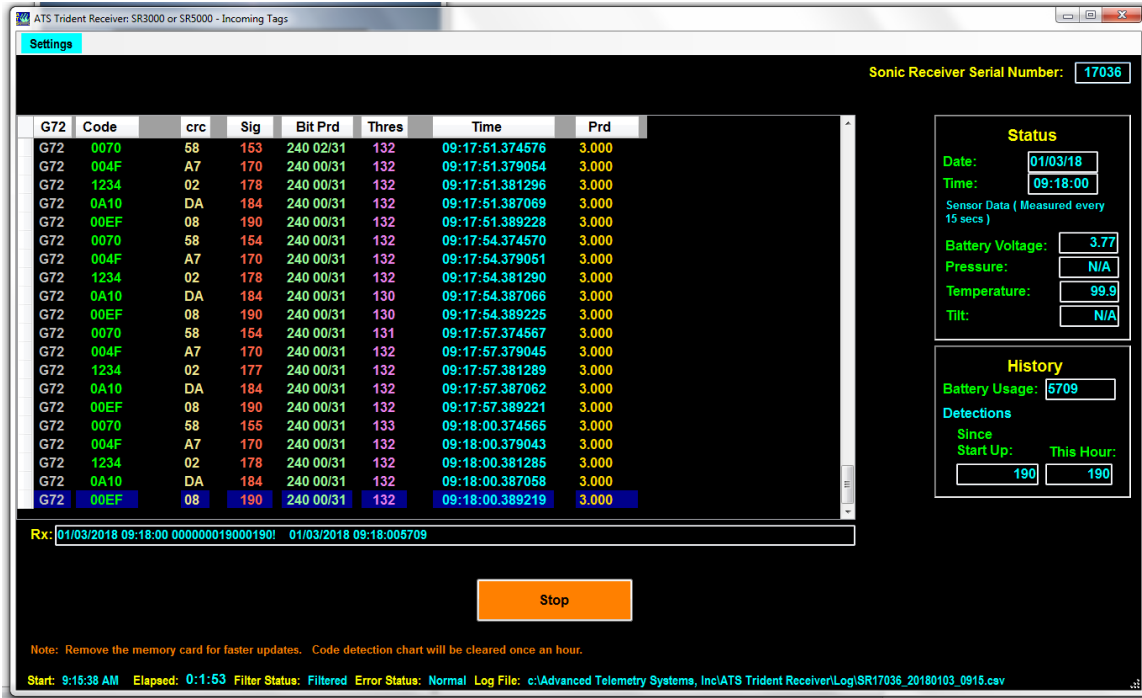 ATS Trident Receiver: SR3000 or SR5000 - Incoming Tags
Settings
Sonic Receiver Serial Number: 17036
G72 Code crc Sig Bit Prd Thres Time Prd
G72 0070 58 153 240 02/31 132 09:17:51.374576 3.000
G72 004F A7 170 240 00/31 132 09:17:51.379054 3.000
G72 1234 02 178 240 00/31 132 09:17:51.381296 3.000
G72 0A10 DA 184 240 00/31 132 09:17:51.387069 3.000
G72 00EF 08 190 240 00/31 132 09:17:51.389228 3.000
G72 0070 58 154 240 00/31 132 09:17:54.374570 3.000
G72 004F A7 170 240 00/31 132 09:17:54.379051 3.000
G72 1234 02 178 240 00/31 132 09:17:54.381290 3.000
G72 0A10 DA 184 240 00/31 130 09:17:54.387066 3.000
G72 00EF 08 190 240 00/31 130 09:17:54.389225 3.000
G72 0070 58 154 240 00/31 131 09:17:57.374567 3.000
G72 004F A7 170 240 00/31 132 09:17:57.379045 3.000
G72 1234 02 177 240 00/31 132 09:17:57.381289 3.000
G72 0A10 DA 184 240 00/31 132 09:17:57.387062 3.000
G72 00EF 08 190 240 00/31 132 09:17:57.389221 3.000
G72 0070 58 155 240 00/31 133 09:18:00.374565 3.000
G72 004F A7 170 240 00/31 132 09:18:00.379043 3.000
G72 1234 02 178 240 00/31 132 09:18:00.381285 3.000
G72 0A10 DA 184 240 00/31 132 09:18:00.387058 3.000
G72 00EF 08 190 240 00/31 132 09:18:00.389219 3.000
Status
Date: 01/03/18
Time: 09:18:00
Sensor Data ( Measured every
15 secs )
Battery Voltage: 3.77
Pressure: N/A
Temperature: 99.9
Tilt: N/A
History
Battery Usage: 5709
Detections
Since
Start Up: This Hour:
190 190
Rx: 01/03/2018 09:18:00 000000019000190! 01/03/2018 09:18:005709
Stop
Note: Remove the memory card for faster updates. Code detection chart will be cleared once an hour.
Start: 9:15:38 AM Elapsed: 0:1:53 Filter Status: Filtered Error Status: Normal Log File: c:\Advanced Telemetry Systems, Inc\ATS Trident Receiver\Log\SR17036_20180103_0915.csv